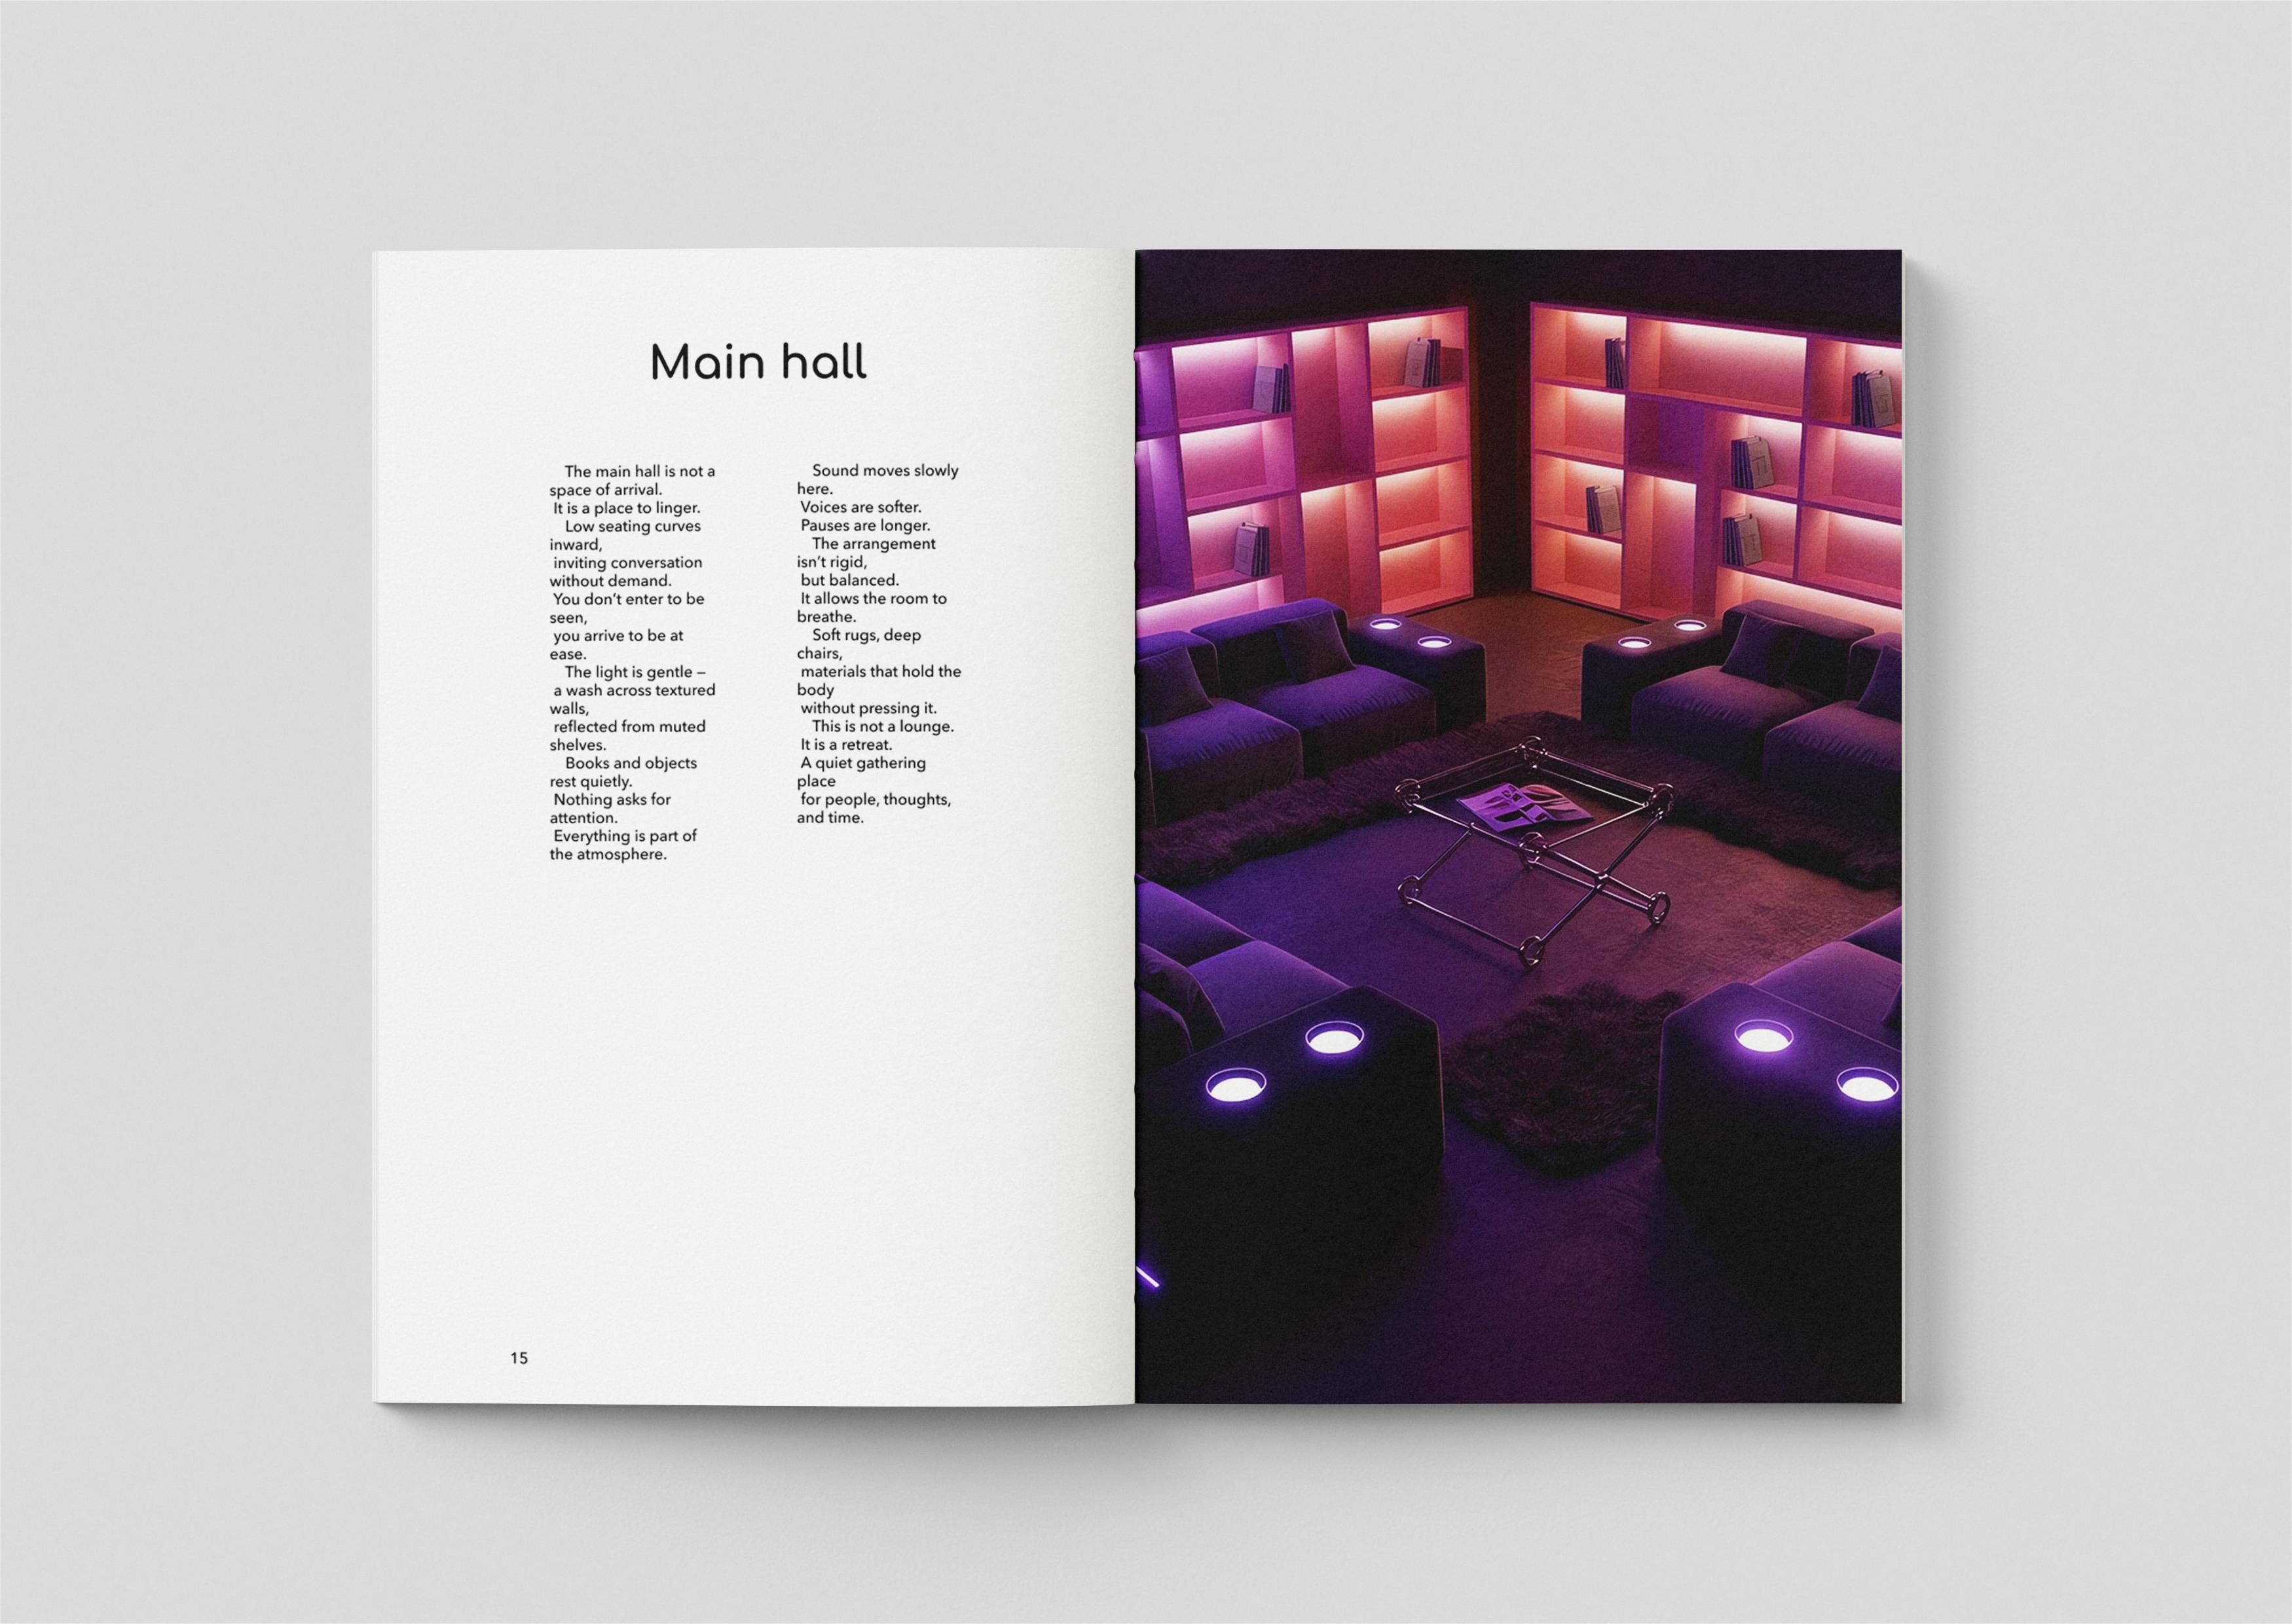 Main hall
The main hall is not a
space of arrival.
It is a place to linger.
Low seating curves
inward,
inviting conversation
without demand.
You don’t enter to be
seen,
you arrive to be at
ease.
The light is gentle –
a wash across textured
walls,
reflected from muted
shelves.
Books and objects
rest quietly.
Nothing asks for
attention.
Everything is part of
the atmosphere.
Sound moves slowly
here.
Voices are softer.
Pauses are longer.
The arrangement
isn’t rigid,
but balanced.
It allows the room to
breathe.
Soft rugs, deep
chairs,
materials that hold the
body
without pressing it.
This is not a lounge.
It is a retreat.
A quiet gathering
place
for people, thoughts,
and time.
15